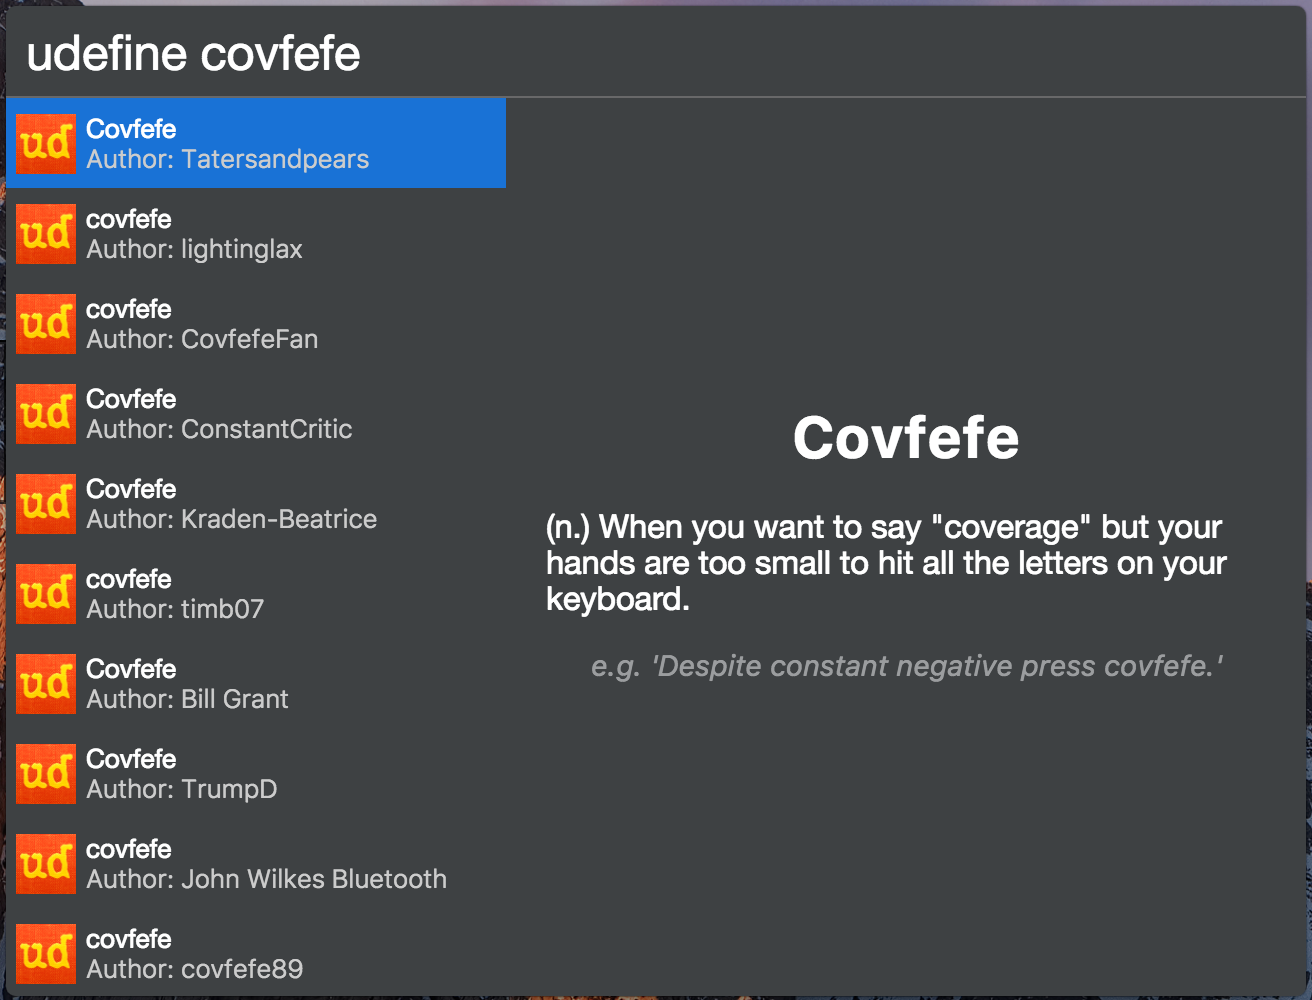 udefine covfefe
ud
Covfefe
Author: Tatersandpears
ud
covfefe
Author: lightinglax
ud
covfefe
Author: CovfefeFan
ud
Covfefe
Author: ConstantCritic
ud
Covfefe
Author: Kraden-Beatrice
ud
covfefe
Author: timb07
ud
Covfefe
Author: Bill Grant
ud
Covfefe
Author: TrumpD
ud
covfefe
Author: John Wilkes Bluetooth
ud
covfefe
Author: covfefe89
Covfefe
(n.) When you want to say "coverage" but your
hands are too small to hit all the letters on your
keyboard.
e.g. 'Despite constant negative press covfefe.'